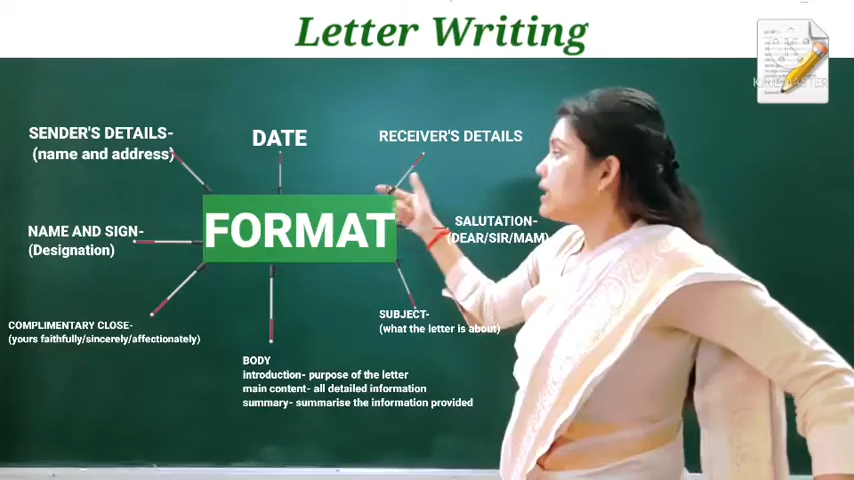 Letter Writing
KINEMASTER
SENDER'S DETAILS-
(name and address)
DATE
RECEIVER'S DETAILS
FORMAT
NAME AND SIGN-
(Designation)
SALUTATION-
(DEAR/SIR/MAM)
COMPLIMENTARY CLOSE-
(yours faithfully/sincerely/affectionately)
SUBJECT-
(what the letter is about)
BODY
introduction- purpose of the letter
main content- all detailed information
summary- summarise the information provided